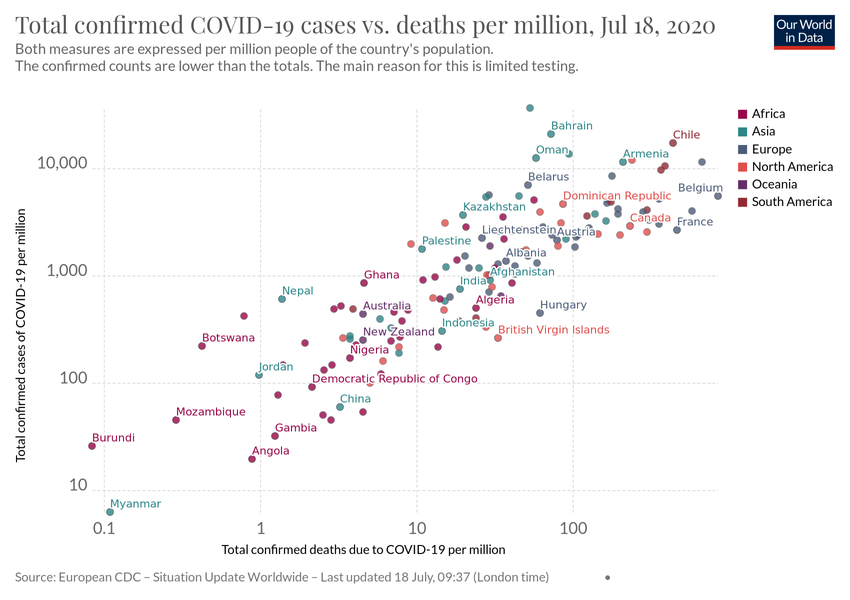 Total confirmed COVID-19 cases vs. deaths per million, Jul 18, 2020
Our World
in Data
Both measures are expressed per million people of the country's population.
The confirmed counts are lower than the totals. The main reason for this is limited testing.
Total confirmed cases of COVID-19 per million
10,000
1,000
100
10
Bahrain
Chile
Oman
Armenia
Belarus
Belgium
Dominican Republic
Kazakhstan
Canada
France
Liechtenstein
Austria
Palestine
Albania
Ghana
India
Afghanistan
Nepal
Algeria
Australia
Hungary
Indonesia
British Virgin Islands
New Zealand
Botswana
Nigeria
Jordan
Democratic Republic of Congo
China
Mozambique
Gambia
Burundi
Angola
Myanmar
Africa
Asia
Europe
North America
Oceania
South America
0.1
1
10
100
Total confirmed deaths due to COVID-19 per million
Source: European CDC – Situation Update Worldwide – Last updated 18 July, 09:37 (London time)